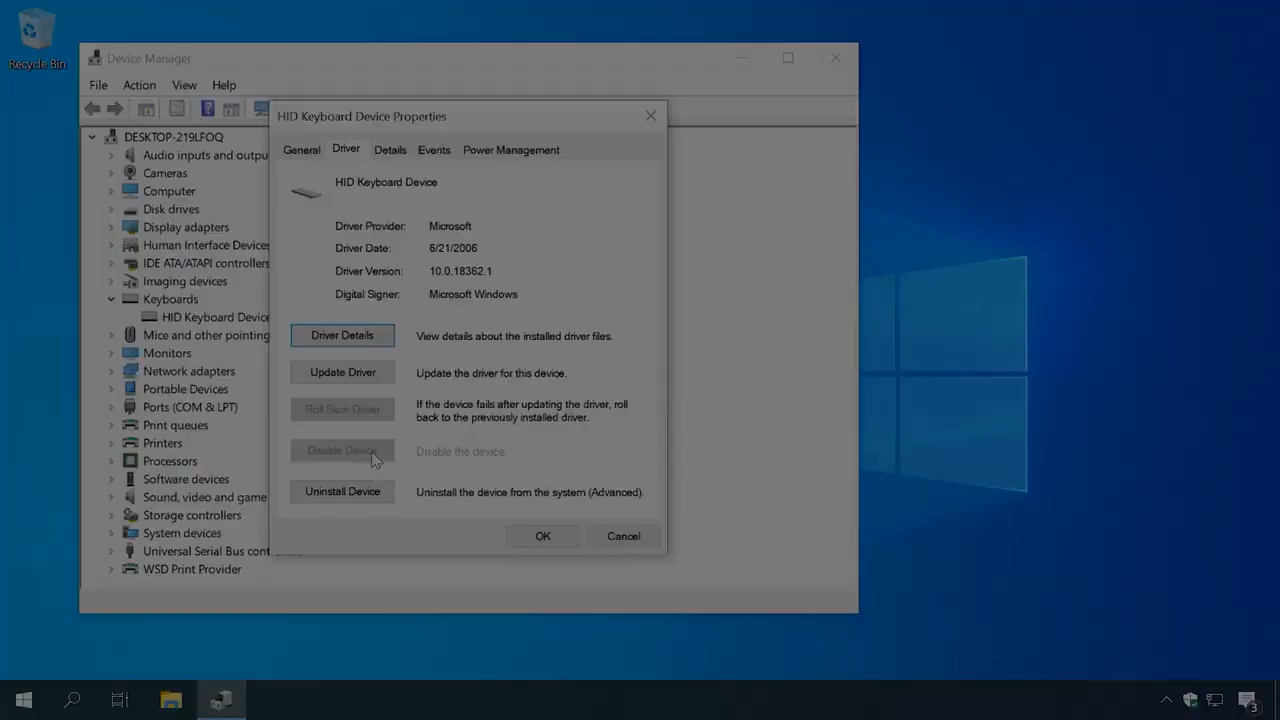 Recycle Bin
Device Manager
File Action View Help
DESKTOP-219LFOQ
Audio inputs and outpu
Cameras
Computer
Disk drives
Display adapters
Human Interface Devices
IDE ATA/ATAPI controllers
Imaging devices
Keyboards
HID Keyboard Device
Mice and other pointing
Monitors
Network adapters
Portable Devices
Ports (COM & LPT)
Print queues
Printers
Processors
Software devices
Sound, video and game
Storage controllers
System devices
Universal Serial Bus cont
WSD Print Provider
HID Keyboard Device Properties
General Driver Details Events Power Management
HID Keyboard Device
Driver Provider: Microsoft
Driver Date: 6/21/2006
Driver Version: 10.0.18362.1
Digital Signer: Microsoft Windows
Driver Details View details about the installed driver files.
Update Driver Update the driver for this device.
Roll Back Driver If the device fails after updating the driver, roll
back to the previously installed driver.
Disable Device Disable the device.
Uninstall Device Uninstall the device from the system (Advanced).
OK Cancel
3